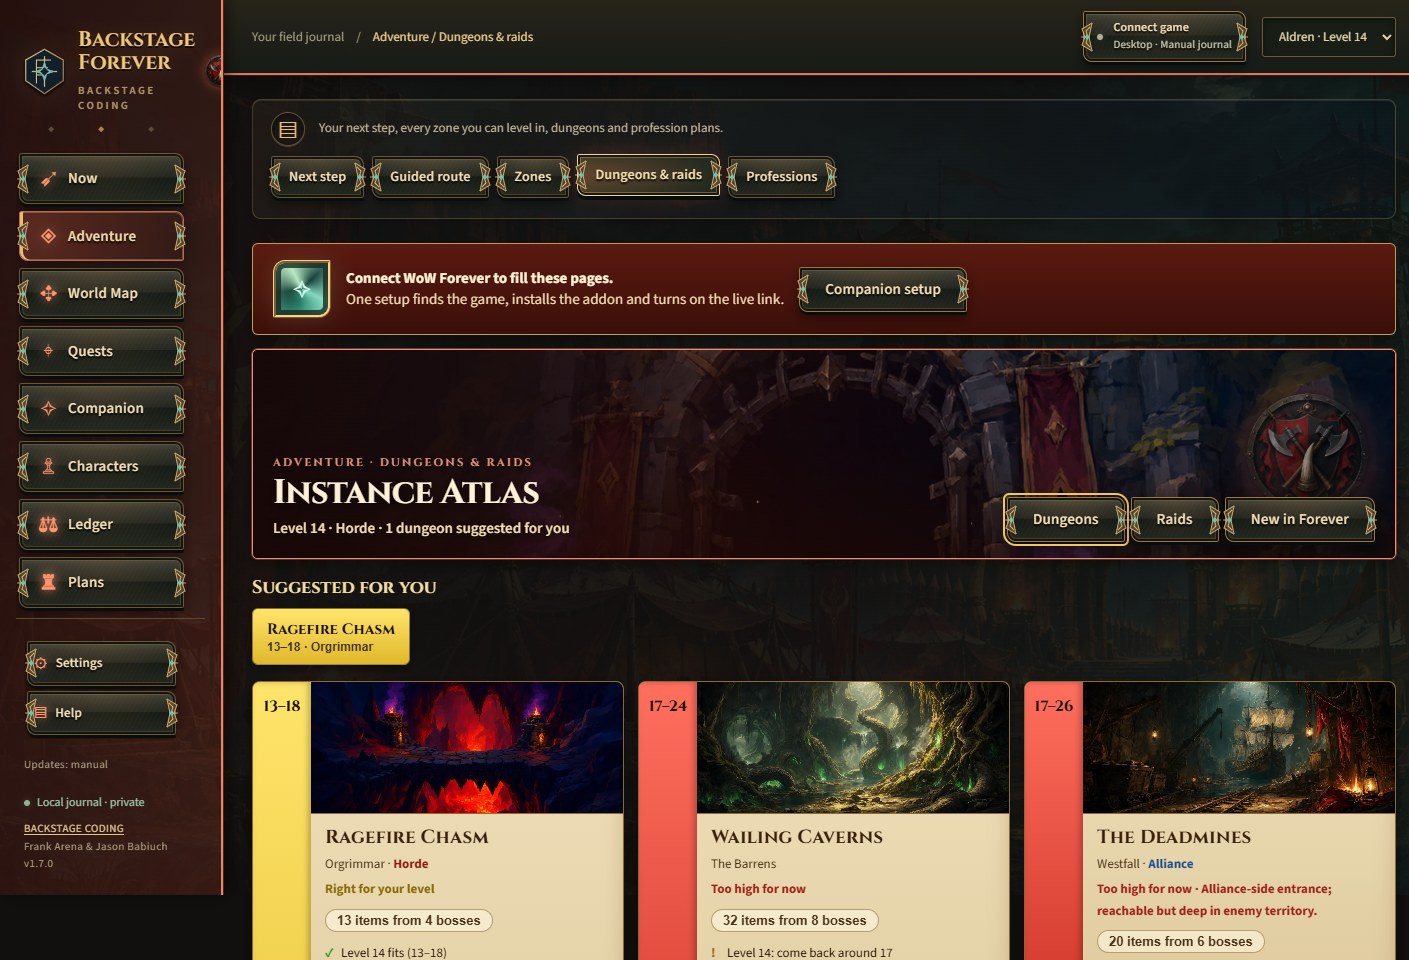 Backstage
Forever
BACKSTAGE
CODING
Now
Adventure
World Map
Quests
Companion
Characters
Ledger
Plans
Settings
Help
Updates: manual
Local journal · private
BACKSTAGE CODING
Frank Arena & Jason Babiuch
v1.7.0
Your field journal / Adventure / Dungeons & raids
Connect game
Desktop · Manual journal
Aldren · Level 14
Your next step, every zone you can level in, dungeons and profession plans.
Next step
Guided route
Zones
Dungeons & raids
Professions
Connect WoW Forever to fill these pages.
One setup finds the game, installs the addon and turns on the live link.
Companion setup
ADVENTURE · DUNGEONS & RAIDS
Instance Atlas
Level 14 · Horde · 1 dungeon suggested for you
Dungeons
Raids
New in Forever
Suggested for you
Ragefire Chasm
13–18 · Orgrimmar
13–18
Ragefire Chasm
Orgrimmar · Horde
Right for your level
13 items from 4 bosses
✓ Level 14 fits (13–18)
17–24
Wailing Caverns
The Barrens
Too high for now
32 items from 8 bosses
! Level 14: come back around 17
17–26
The Deadmines
Westfall · Alliance
Too high for now · Alliance-side entrance;
reachable but deep in enemy territory.
20 items from 6 bosses